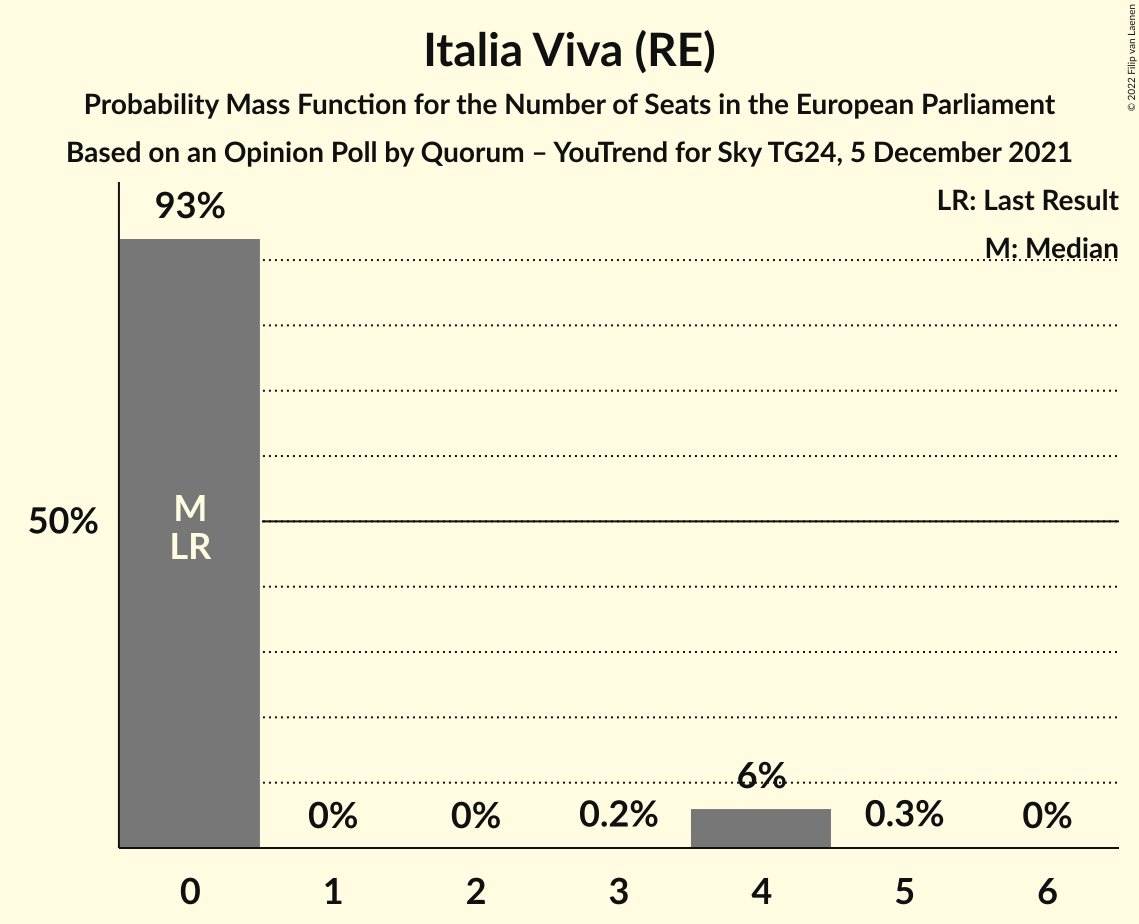 Italia Viva (RE)
Probability Mass Function for the Number of Seats in the European Parliament
Based on an Opinion Poll by Quorum – YouTrend for Sky TG24, 5 December 2021
© 2022 Filip van Laenen
LR: Last Result
M: Median
93%
50%
M
LR
0%
0%
0.2%
6%
0.3%
0%
0
1
2
3
4
5
6